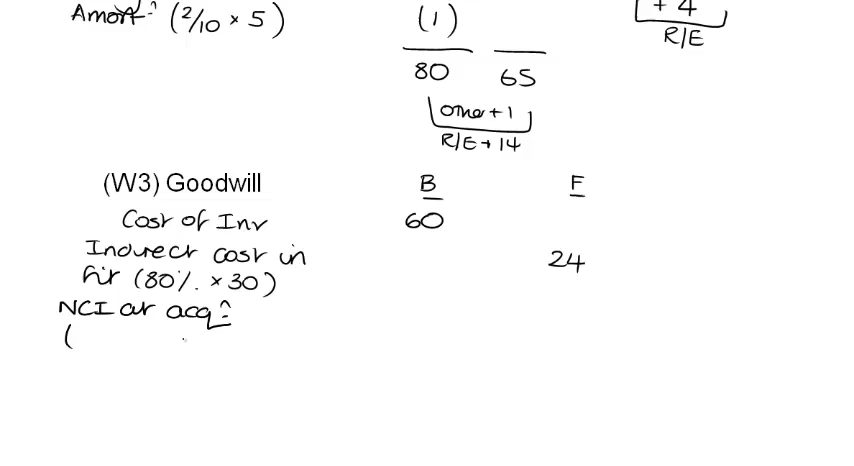 + 4
Amort: (2/10 × 5) (1) R/E
80 65
other + 1
R/E + 14
(W3) Goodwill B F
Cost of Inv 60
Indirect cost in
Fir (80% × 30) 24
NCI at acq:
(